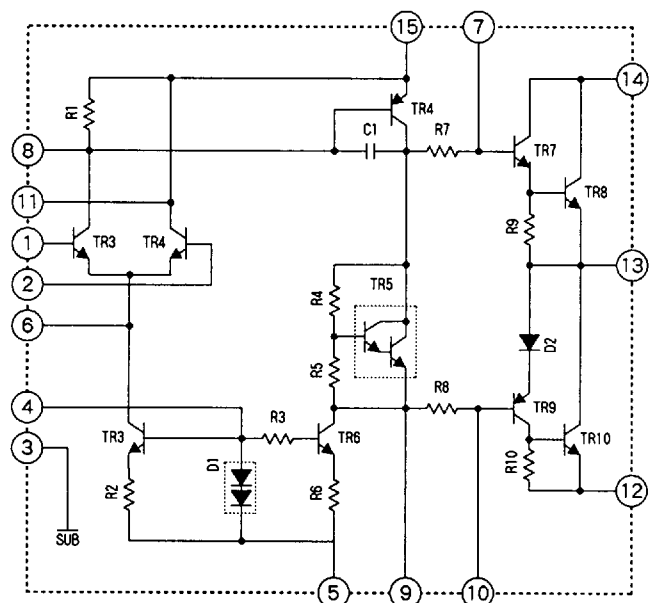 15 7
R1 TR4 14
8 C1 R7 TR7
11 TR8
1 TR3 TR4 R9
2 13
6 R4 TR5
R5 D2
4 R8 TR9
R3
3 TR3 D1 TR6 TR10
R2 R6 R10
SUB 12
5 9 10